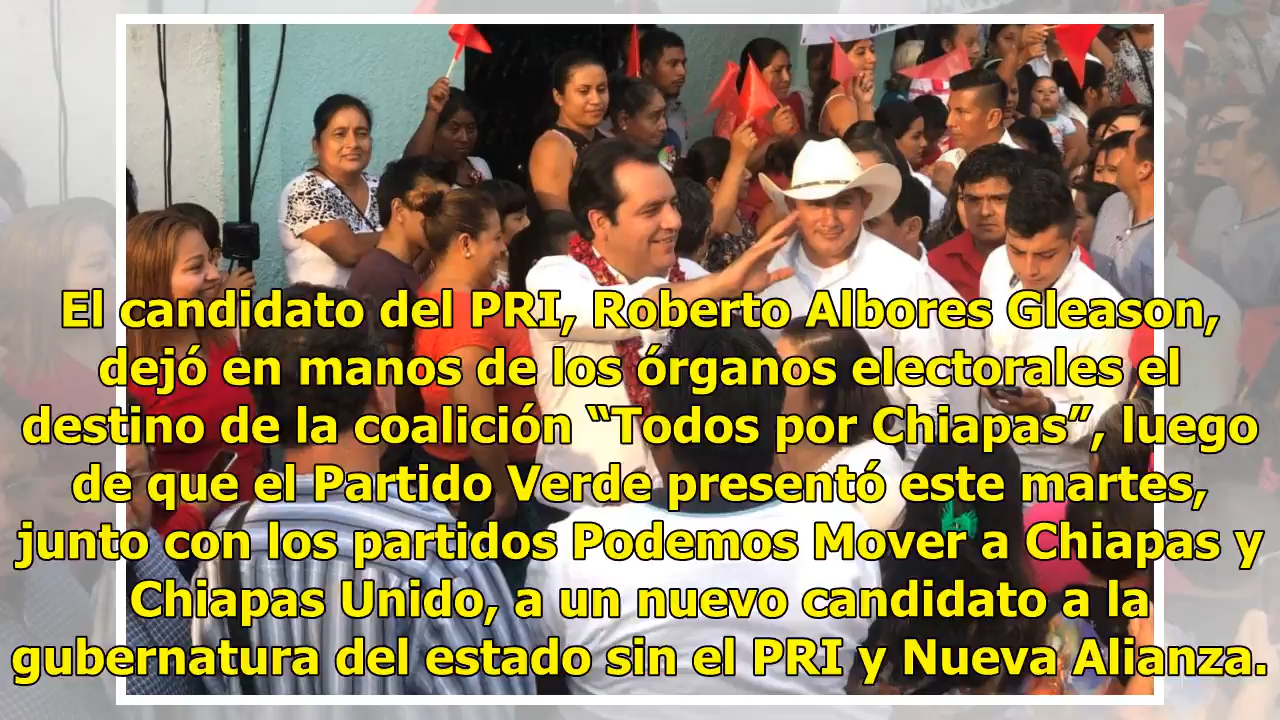 El candidato del PRI, Roberto Albores Gleason,
dejó en manos de los órganos electorales el
destino de la coalición “Todos por Chiapas”, luego
de que el Partido Verde presentó este martes,
junto con los partidos Podemos Mover a Chiapas y
Chiapas Unido, a un nuevo candidato a la
gubernatura del estado sin el PRI y Nueva Alianza.